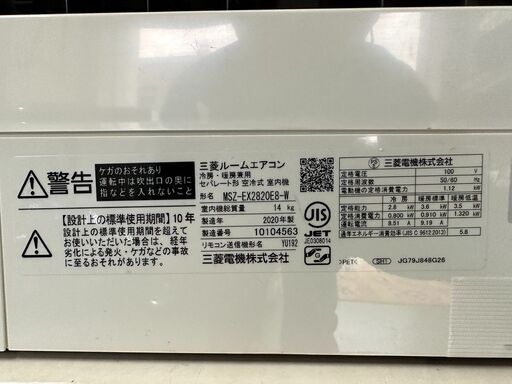 警告
ケガのおそれあり
運転中は吹出口の奥に
指などを入れないこと
【設計上の標準使用期間】10年
設計上の標準使用期間を超えて
お使いいただいた場合は、経年
劣化による発火・ケガなどの事
故に至るおそれがあります。
三菱ルームエアコン
冷房・暖房兼用
セパレート形 空冷式 室内機
形名 MSZ-EX2820E8-W
室内機総質量 14 kg
製造年 2020年
製造番号 10104563
リモコン送信機形名 YU192
三菱電機株式会社
PS
E
JIS
JET
JE0308014
三菱電機株式会社
定格電圧 100 V
定格周波数 50/60 Hz
電動機の定格消費電力 1.12 kW
冷房 暖房標準 暖房低温
能力 2.8 kW 3.6 kW 3.5 kW
定格消費電力 0.800 kW 0.910 kW 1.320 kW
運転電流 8.51 A 9.19 A
通年エネルギー消費効率(JIS C 9612:2013) 5.8
>PET< GH1 JG79J848G26